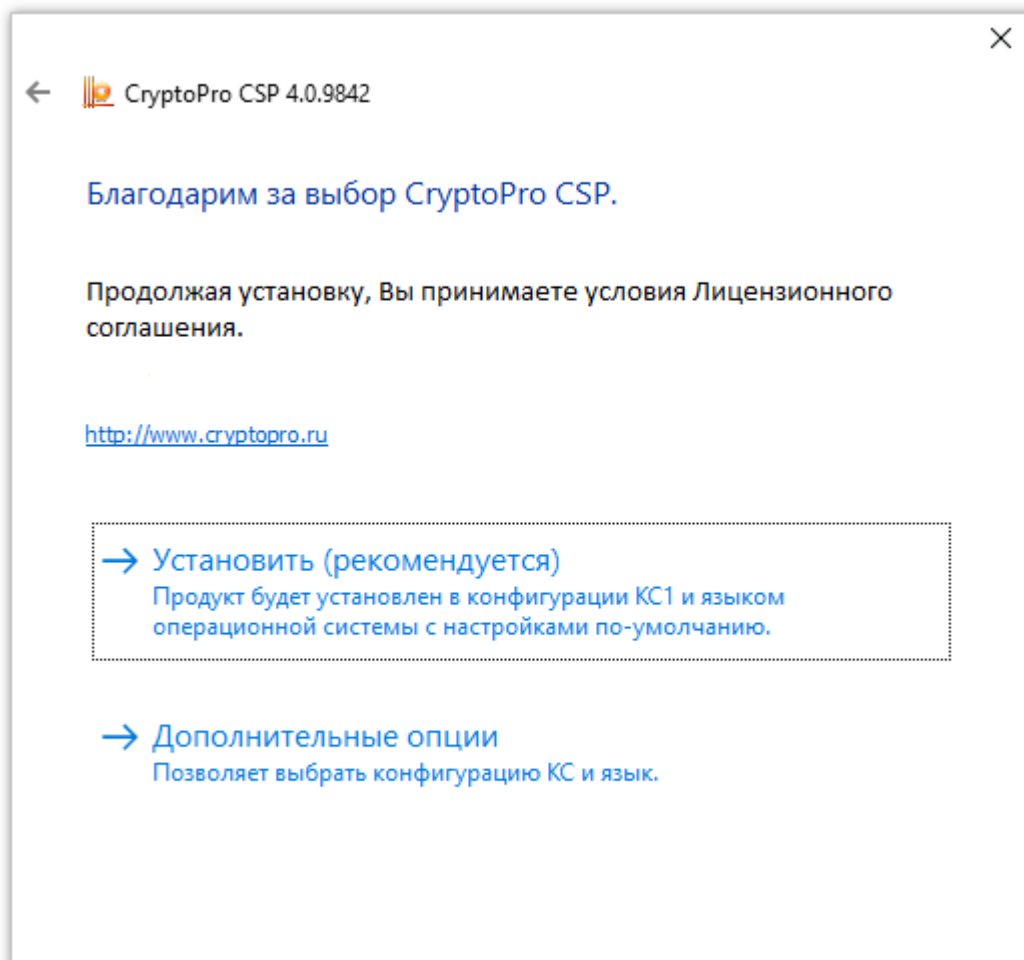 CryptoPro CSP 4.0.9842
Благодарим за выбор CryptoPro CSP.
Продолжая установку, Вы принимаете условия Лицензионного
соглашения.
http://www.cryptopro.ru
Установить (рекомендуется)
Продукт будет установлен в конфигурации КС1 и языком
операционной системы с настройками по-умолчанию.
Дополнительные опции
Позволяет выбрать конфигурацию КС и язык.